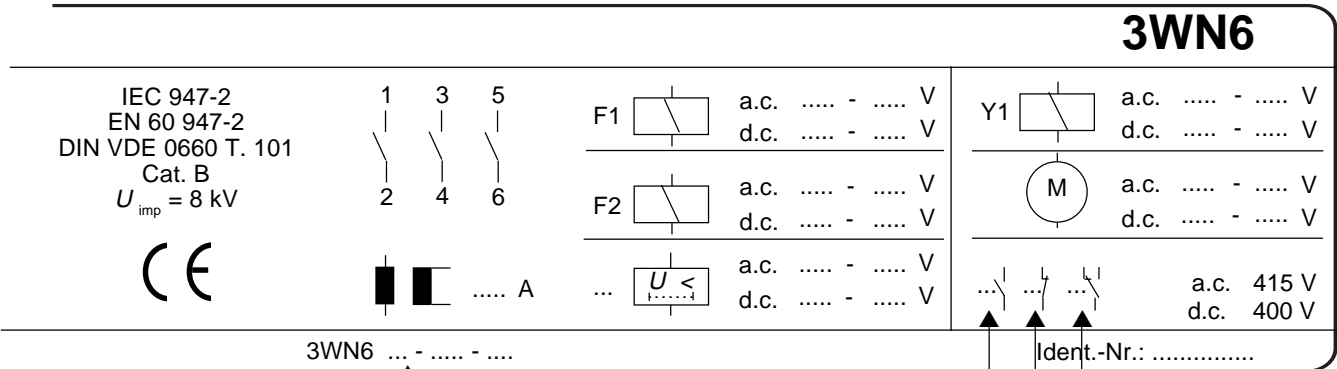 3WN6
IEC 947-2
EN 60 947-2
DIN VDE 0660 T. 101
Cat. B
U imp = 8 kV
CE
1 3 5
2 4 6
..... A
F1 a.c. ..... - ..... V
d.c. ..... - ..... V
F2 a.c. ..... - ..... V
d.c. ..... - ..... V
... U < a.c. ..... - ..... V
d.c. ..... - ..... V
Y1 a.c. ..... - ..... V
d.c. ..... - ..... V
M a.c. ..... - ..... V
d.c. ..... - ..... V
... ... ... a.c. 415 V
d.c. 400 V
3WN6 ... - ..... - ....
Ident.-Nr.: ...............